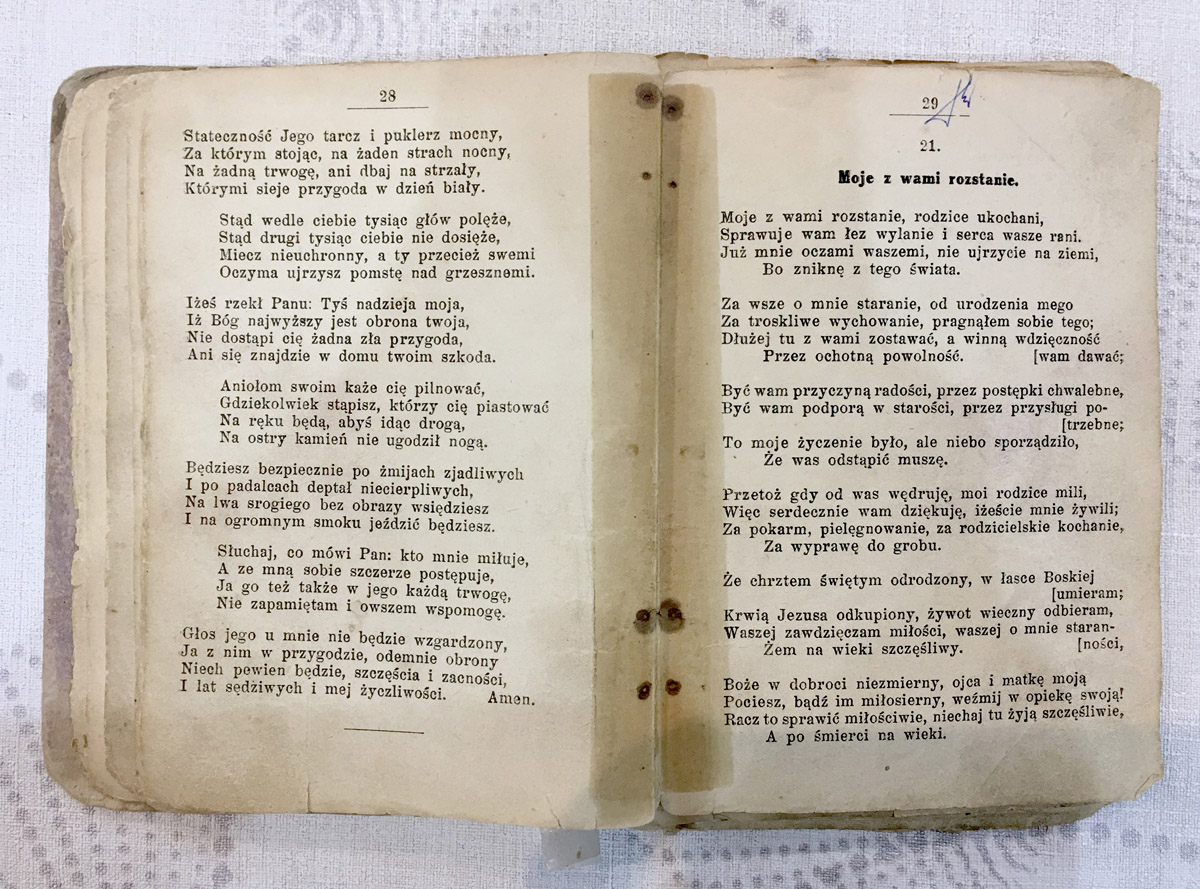 28
Stateczność Jego tarcz i puklerz mocny,
Za którym stojąc, na żaden strach nocny,
Na żadną trwogę, ani dbaj na strzały,
Którymi sieje przygoda w dzień biały.
Stąd wedle ciebie tysiąc głów polęże,
Stąd drugi tysiąc ciebie nie dosięże,
Miecz nieuchronny, a ty przecież swemi
Oczyma ujrzysz pomstę nad grzesznemi.
Iżeś rzekł Panu: Tyś nadzieja moja,
Iż Bóg najwyższy jest obrona twoja,
Nie dostąpi cię żadna zła przygoda,
Ani się znajdzie w domu twoim szkoda.
Aniołom swoim każe cię pilnować,
Gdziekolwiek stąpisz, którzy cię piastować
Na ręku będą, abyś idąc drogą,
Na ostry kamień nie ugodził nogą.
Będziesz bezpiecznie po żmijach zjadliwych
I po padalcach deptał niecierpliwych,
Na lwa srogiego bez obrazy wsiędziesz
I na ogromnym smoku jeździć będziesz.
Słuchaj, co mówi Pan: kto mnie miłuje,
A ze mną sobie szczerze postępuje,
Ja go też także w jego każdą trwogę,
Nie zapamiętam i owszem wspomogę.
Głos jego u mnie nie będzie wzgardzony,
Ja z nim w przygodzie, odemnie obrony
Niech pewien będzie, szczęścia i zacności,
I lat sędziwych i mej życzliwości. Amen.
29
21.
Moje z wami rozstanie.
Moje z wami rozstanie, rodzice ukochani,
Sprawuje wam łez wylanie i serca wasze rani.
Już mnie oczami waszemi, nie ujrzycie na ziemi,
Bo zniknę z tego świata.
Za wsze o mnie staranie, od urodzenia mego
Za troskliwe wychowanie, pragnąłem sobie tego;
Dłużej tu z wami zostawać, a winną wdzięczność
Przez ochotną powolność. [wam dawać;
Być wam przyczyną radości, przez postępki chwalebne,
Być wam podporą w starości, przez przysługi po-
[trzebne;
To moje życzenie było, ale niebo sporządziło,
Że was odstąpić muszę.
Przetoż gdy od was wędruję, moi rodzice mili,
Więc serdecznie wam dziękuję, iżeście mnie żywili;
Za pokarm, pielęgnowanie, za rodzicielskie kochanie,
Za wyprawę do grobu.
Że chrztem świętym odrodzony, w łasce Boskiej
[umieram;
Krwią Jezusa odkupiony, żywot wieczny odbieram,
Waszej zawdzięczam miłości, waszej o mnie staran-
Żem na wieki szczęśliwy. [ności,
Boże w dobroci niezmierny, ojca i matkę moją
Pociesz, bądź im miłosierny, weźmij w opiekę swoją!
Racz to sprawić miłościwie, niechaj tu żyją szczęśliwie,
A po śmierci na wieki.